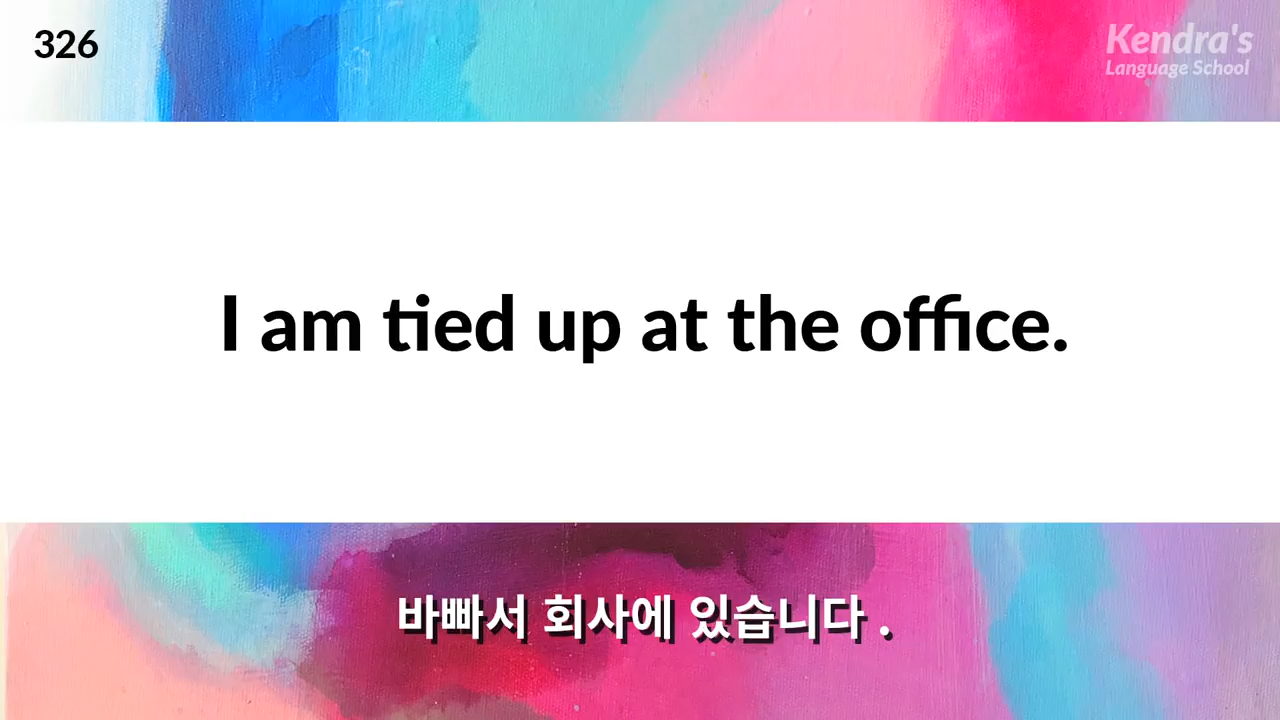 326
Kendra's
Language School
I am tied up at the office.
바빠서 회사에 있습니다 .